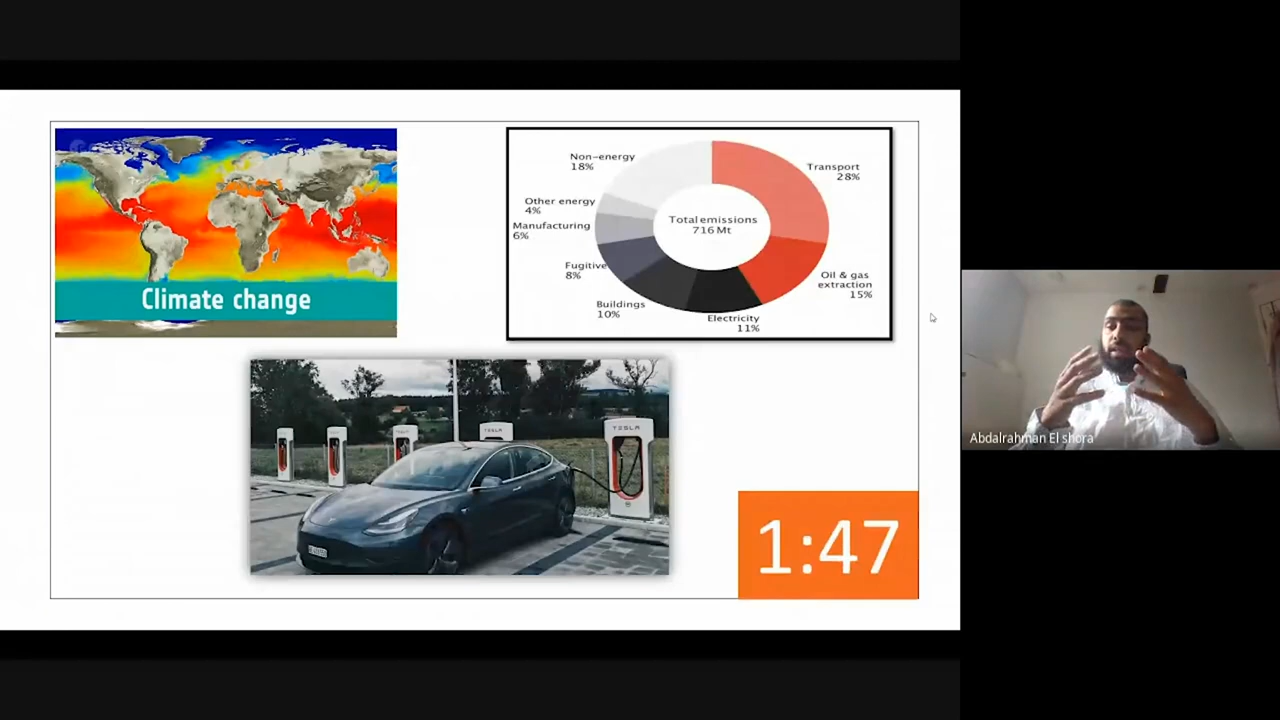 Climate change
Non-energy
18%
Other energy
4%
Manufacturing
6%
Fugitive
8%
Buildings
10%
Electricity
11%
Oil & gas
extraction
15%
Transport
28%
Total emissions
716 Mt
TESLA
TESLA
TESLA
1:47
Abdalrahman El shora